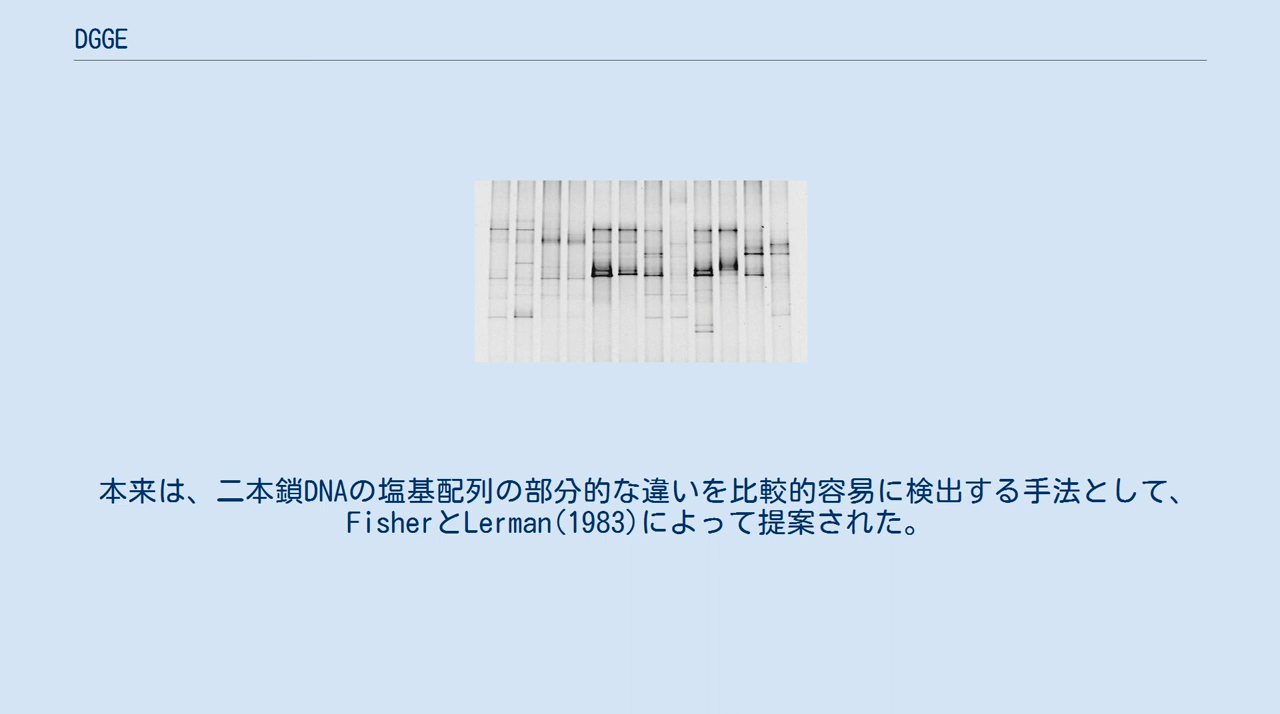 DGGE
本来は、二本鎖DNAの塩基配列の部分的な違いを比較的容易に検出する手法として、
FisherとLerman(1983)によって提案された。